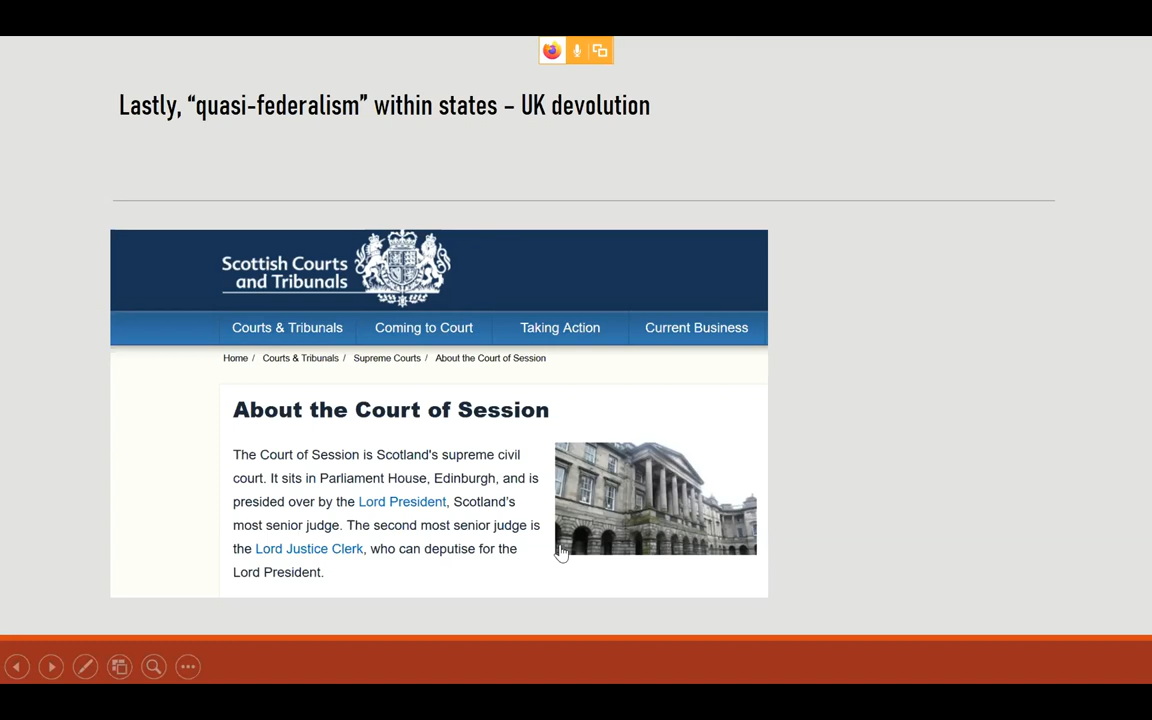 Lastly, “quasi-federalism” within states – UK devolution
Scottish Courts
and Tribunals
Courts & Tribunals Coming to Court Taking Action Current Business
Home / Courts & Tribunals / Supreme Courts / About the Court of Session
About the Court of Session
The Court of Session is Scotland's supreme civil
court. It sits in Parliament House, Edinburgh, and is
presided over by the Lord President, Scotland's
most senior judge. The second most senior judge is
the Lord Justice Clerk, who can deputise for the
Lord President.